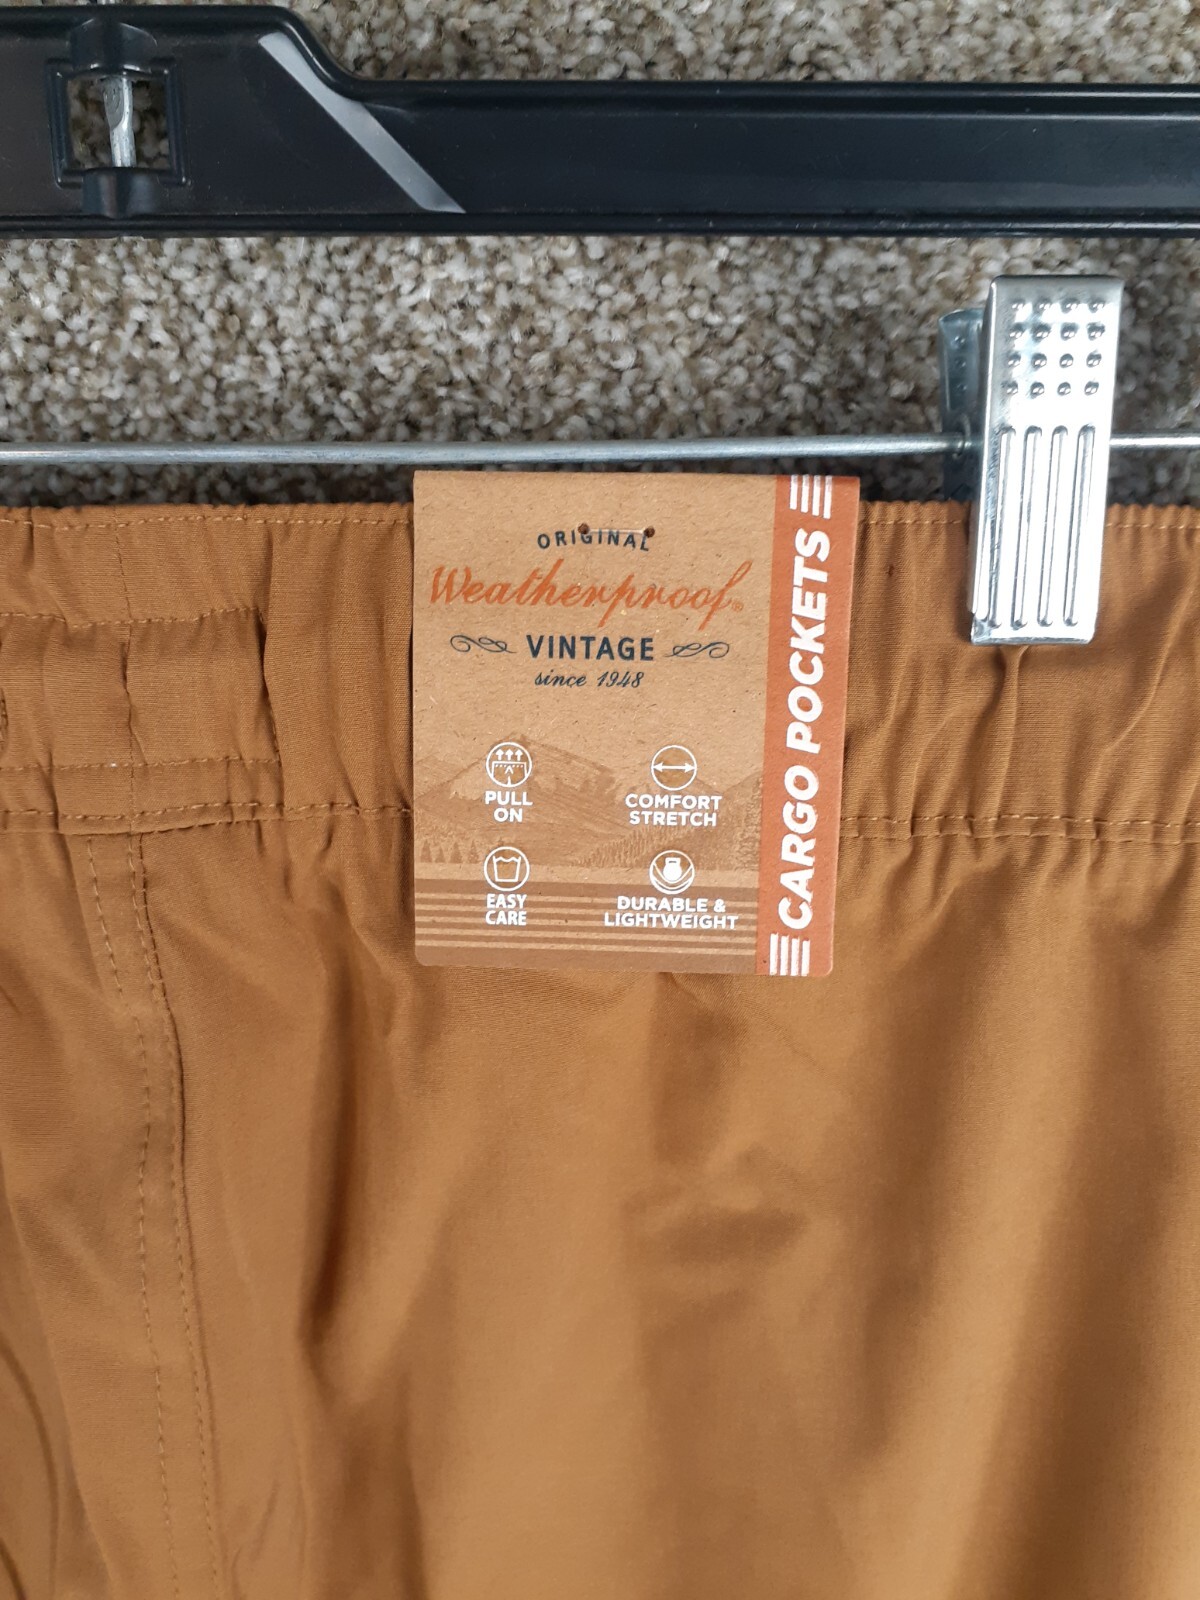 ORIGINAL
Weatherproof®
VINTAGE
since 1948
PULL
ON
COMFORT
STRETCH
EASY
CARE
DURABLE &
LIGHTWEIGHT
CARGO POCKETS